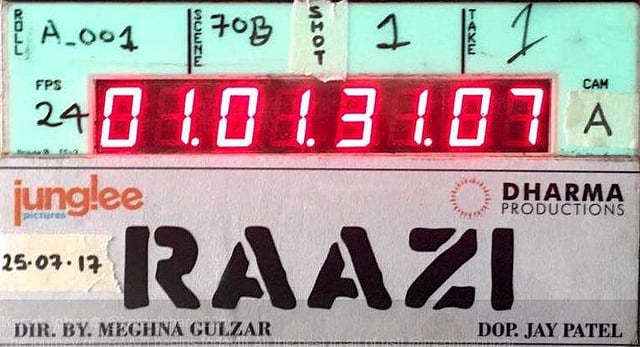 ROLL A_001 SCENE 70B SHOT 1 TAKE 1
FPS CAM
24 01.01.31.07 A
junglee DHARMA
pictures PRODUCTIONS
RAAZI
25·07·17
DIR. BY. MEGHNA GULZAR DOP. JAY PATEL